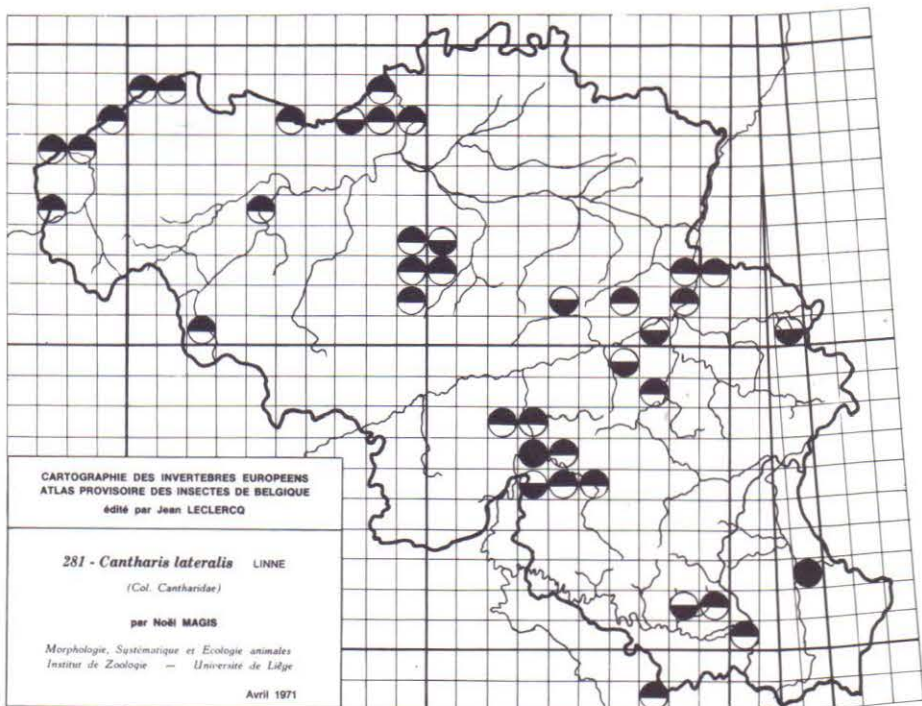 CARTOGRAPHIE DES INVERTEBRES EUROPEENS
ATLAS PROVISOIRE DES INSECTES DE BELGIQUE
édité par Jean LECLERCQ
281 - Cantharis lateralis LINNE
(Col. Cantharidae)
par Noël MAGIS
Morphologie, Systématique et Ecologie animales
Institut de Zoologie — Université de Liège
Avril 1971